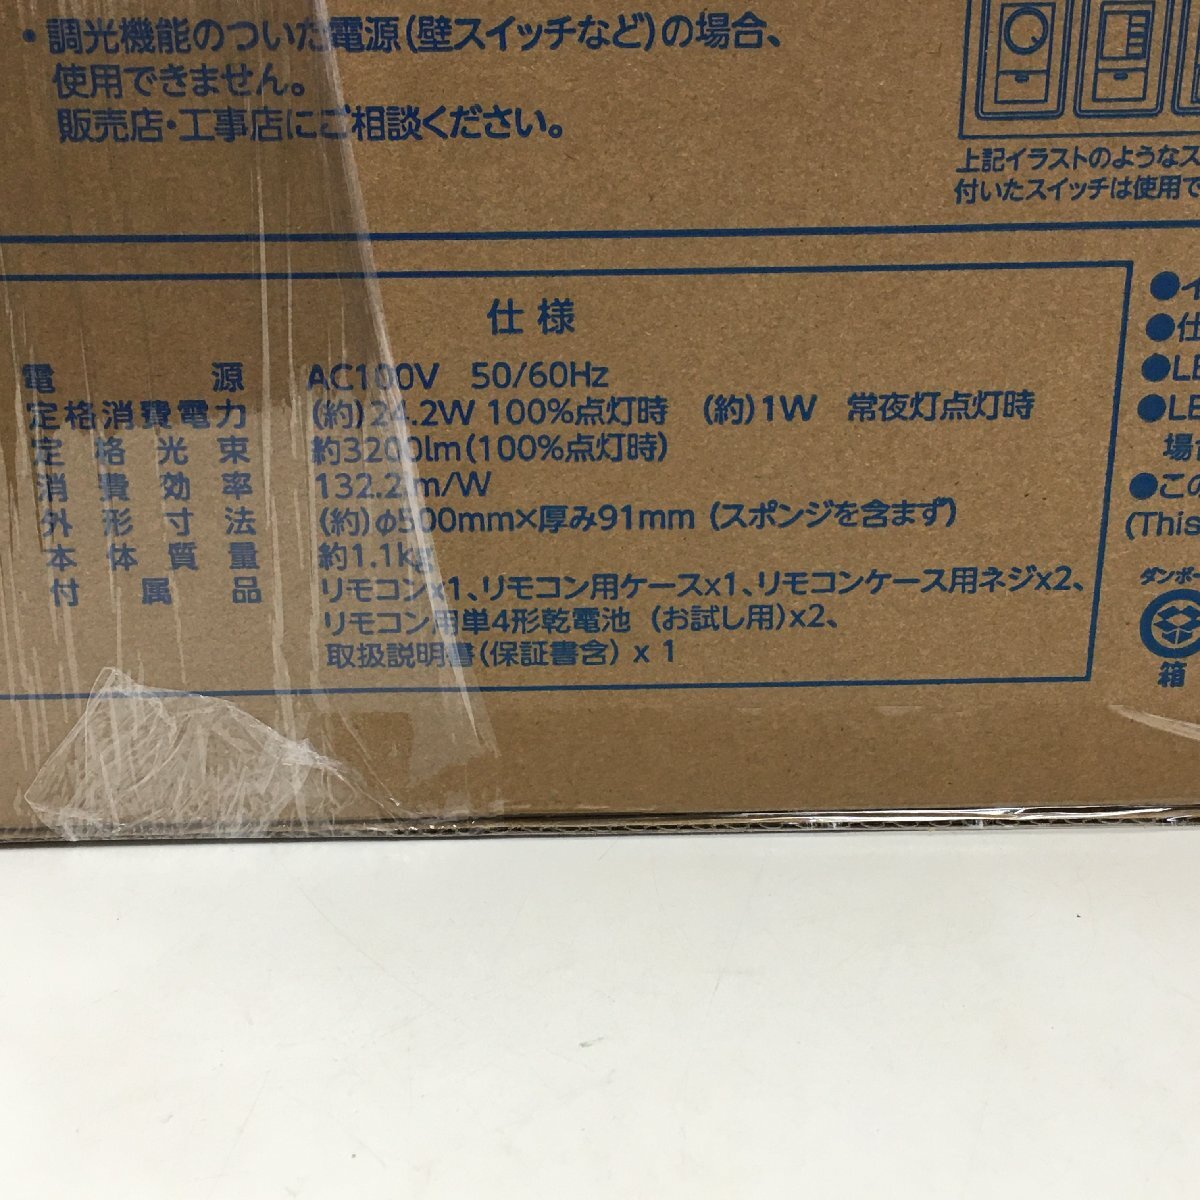 ・調光機能のついた電源(壁スイッチなど)の場合、
使用できません。
販売店・工事店にご相談ください。
上記イラストのようなス
付いたスイッチは使用で
仕様
電源 AC100V 50/60Hz
定格消費電力 (約)24.2W 100%点灯時 (約)1W 常夜灯点灯時
定格光束 約3200lm(100%点灯時)
消費効率 132.2lm/W
外形寸法 (約)φ500mm×厚み91mm (スポンジを含まず)
本体質量 約1.1kg
付属品 リモコンx1、リモコン用ケースx1、リモコンケース用ネジx2、
リモコン用単4形乾電池 (お試し用)x2、
取扱説明書(保証書含) x 1
●イ
●仕
●LE
●LE
場合
●この
(This
ダンボー
箱